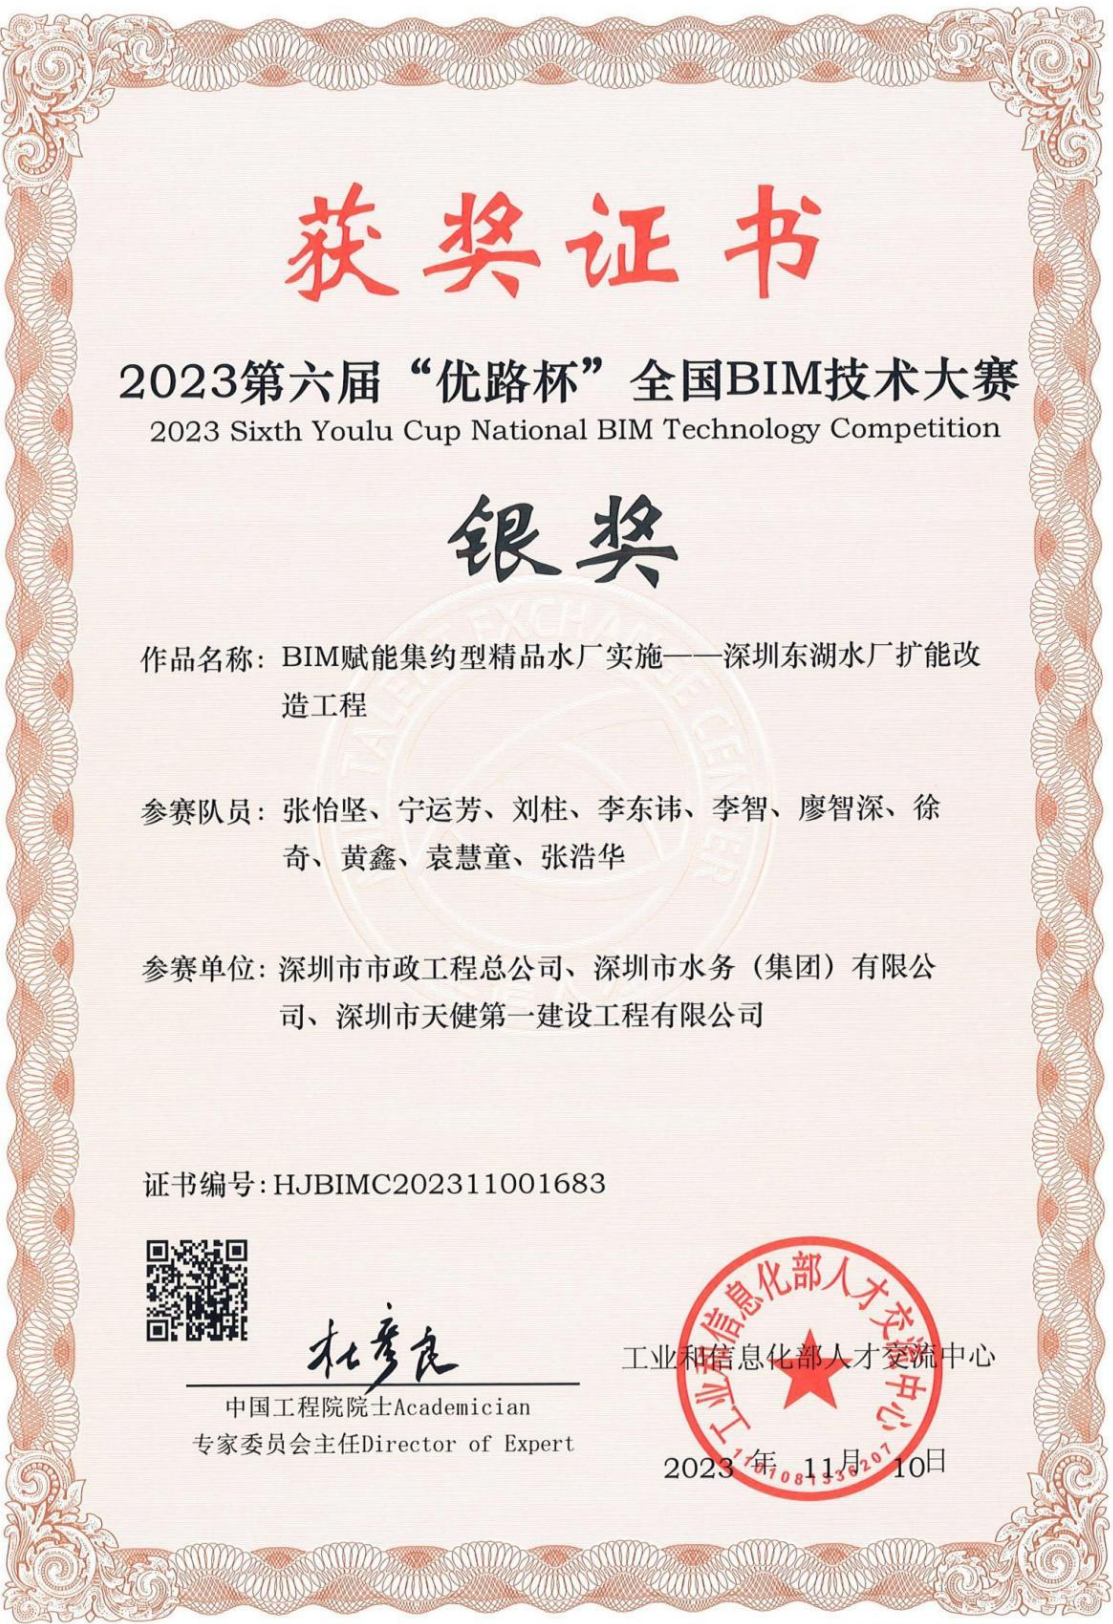 获奖证书
2023第六届“优路杯”全国BIM技术大赛
2023 Sixth Youlu Cup National BIM Technology Competition
银奖
作品名称：BIM赋能集约型精品水厂实施——深圳东湖水厂扩能改
造工程
参赛队员：张怡坚、宁运芳、刘柱、李东讳、李智、廖智深、徐
奇、黄鑫、袁慧童、张浩华
参赛单位：深圳市市政工程总公司、深圳市水务（集团）有限公
司、深圳市天健第一建设工程有限公司
证书编号：HJBIMC202311001683
杜彦良
中国工程院院士Academician
专家委员会主任Director of Expert
工业和信息化部人才交流中心
工业和信息化部人才交流中心
2023 年 11月 10日
TALENT EXCHANGE CENTER